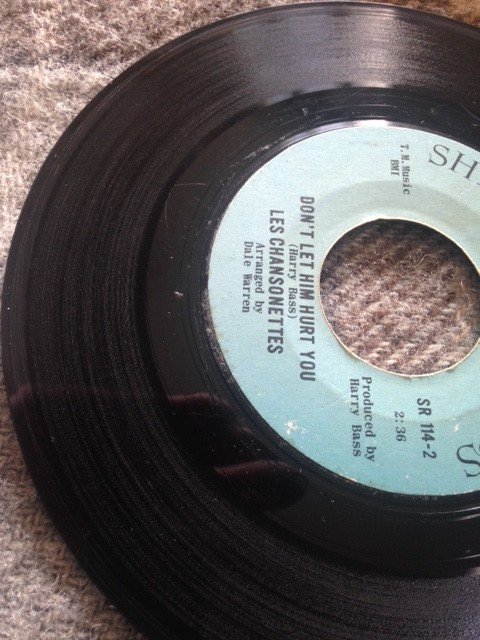 SH
T.M.Music
BMI
SR 114-2
2:36
Produced by
Harry Bass
DON'T LET HIM HURT YOU
(Harry Bass)
LES CHANSONETTES
Arranged by
Dale Warren
S